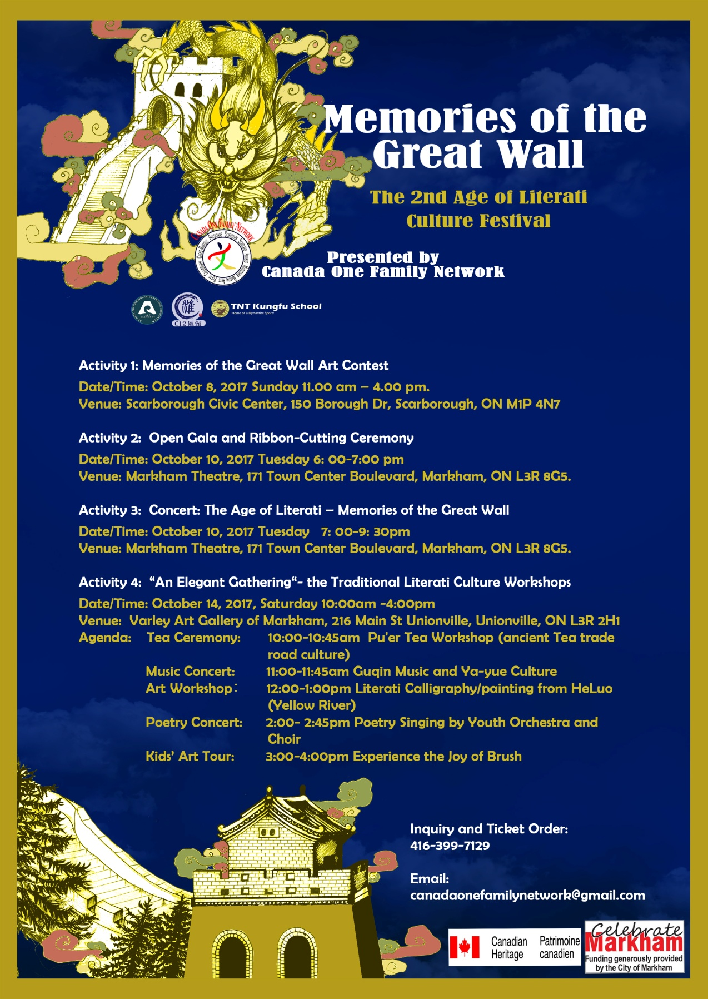 Memories of the
Great Wall
The 2nd Age of Literati
Culture Festival
CANADA ONE FAMILY NETWORK
Presented by
Canada One Family Network
C12匯館
TNT Kungfu School
Home of a Dynamite Sport!
Activity 1: Memories of the Great Wall Art Contest
Date/Time: October 8, 2017 Sunday 11.00 am – 4.00 pm.
Venue: Scarborough Civic Center, 150 Borough Dr, Scarborough, ON M1P 4N7
Activity 2:  Open Gala and Ribbon-Cutting Ceremony
Date/Time: October 10, 2017 Tuesday 6: 00-7:00 pm
Venue: Markham Theatre, 171 Town Center Boulevard, Markham, ON L3R 8G5.
Activity 3:  Concert: The Age of Literati – Memories of the Great Wall
Date/Time: October 10, 2017 Tuesday   7: 00-9: 30pm
Venue: Markham Theatre, 171 Town Center Boulevard, Markham, ON L3R 8G5.
Activity 4:  “An Elegant Gathering“- the Traditional Literati Culture Workshops
Date/Time: October 14, 2017, Saturday 10:00am -4:00pm
Venue:  Varley Art Gallery of Markham, 216 Main St Unionville, Unionville, ON L3R 2H1
Agenda:    Tea Ceremony:    10:00-10:45am  Pu'er Tea Workshop (ancient Tea trade
road culture)
Music Concert:    11:00-11:45am Guqin Music and Ya-yue Culture
Art Workshop：    12:00-1:00pm Literati Calligraphy/painting from HeLuo
(Yellow River)
Poetry Concert:    2:00- 2:45pm Poetry Singing by Youth Orchestra and
Choir
Kids’ Art Tour:    3:00-4:00pm Experience the Joy of Brush
Inquiry and Ticket Order:
416-399-7129
Email:
canadaonefamilynetwork@gmail.com
Canadian Patrimoine
Heritage canadien
Celebrate
Markham
Funding generously provided
by the City of Markham